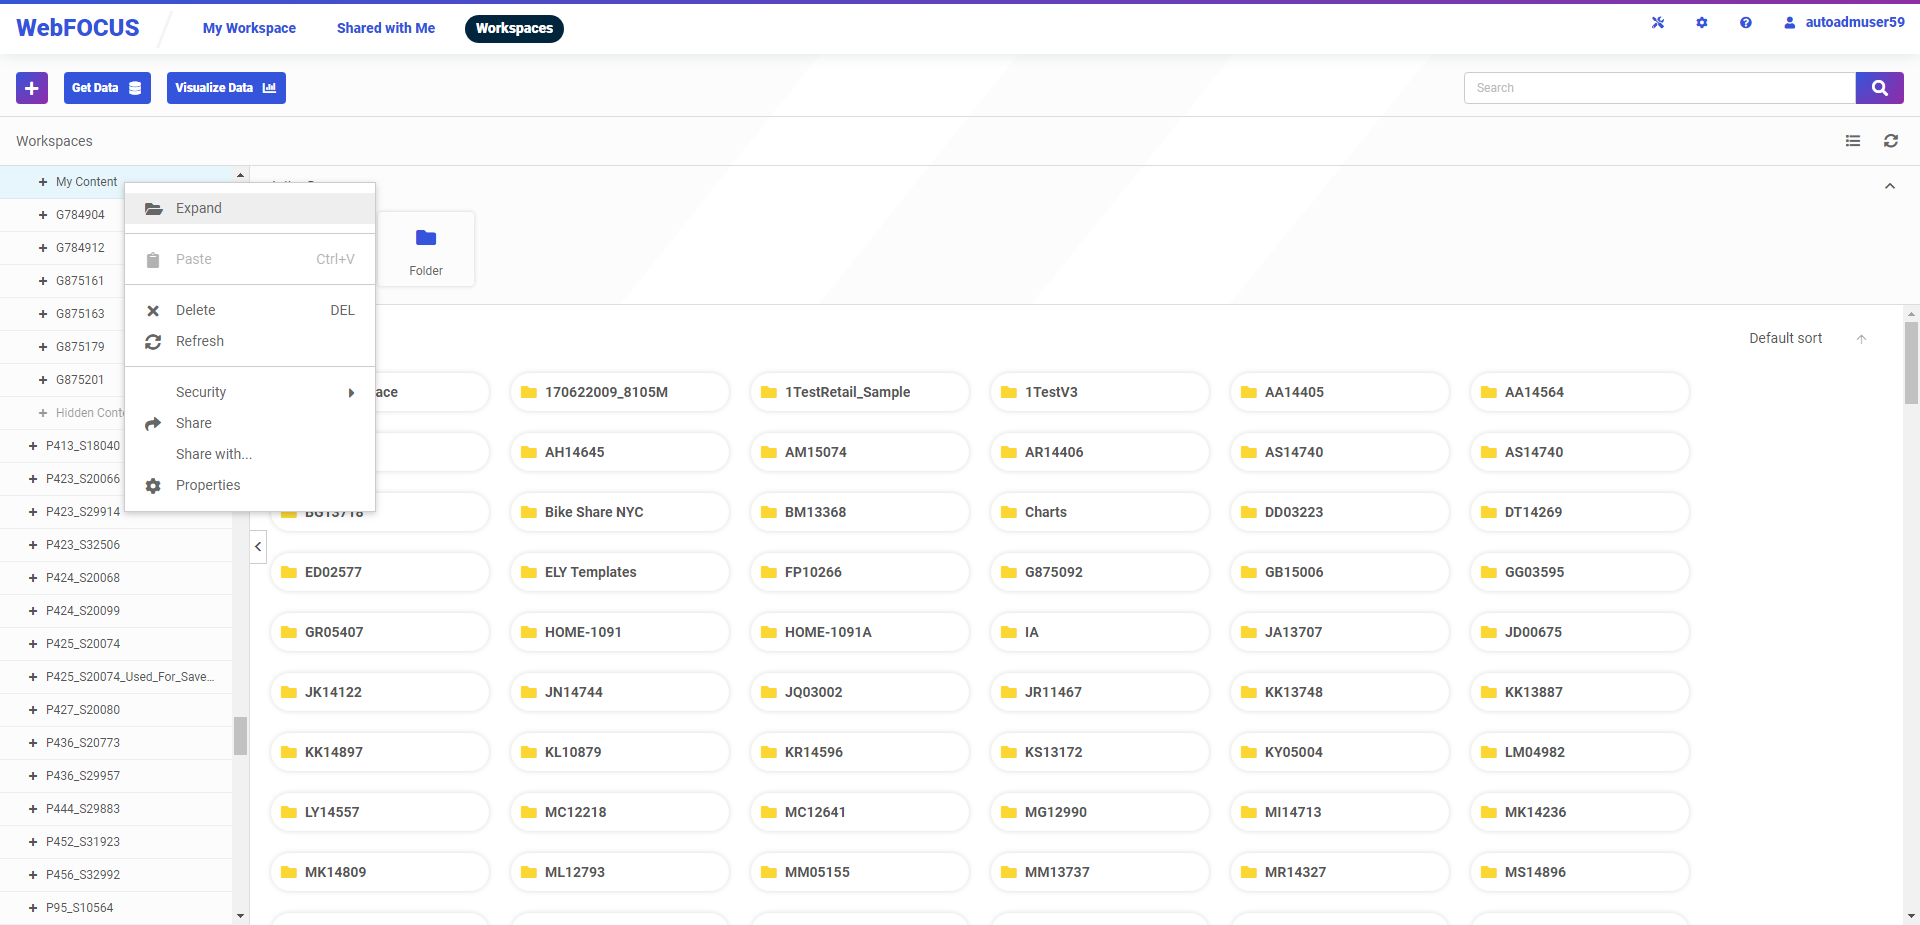 WebFOCUS
My Workspace
Shared with Me
Workspaces
autoadmuser59
Get Data
Visualize Data
Search
Workspaces
My Content
G784904
G784912
G875161
G875163
G875179
G875201
Hidden Conte
P413_S18040
P423_S20066
P423_S29914
P423_S32506
P424_S20068
P424_S20099
P425_S20074
P425_S20074_Used_For_Save...
P427_S20080
P436_S20773
P436_S29957
P444_S29883
P452_S31923
P456_S32992
P95_S10564
Expand
Paste Ctrl+V
Delete DEL
Refresh
Security
Share
Share with...
Properties
Folder
Default sort
ace
170622009_8105M
1TestRetail_Sample
1TestV3
AA14405
AA14564
AH14645
AM15074
AR14406
AS14740
AS14740
BG13718
Bike Share NYC
BM13368
Charts
DD03223
DT14269
ED02577
ELY Templates
FP10266
G875092
GB15006
GG03595
GR05407
HOME-1091
HOME-1091A
IA
JA13707
JD00675
JK14122
JN14744
JQ03002
JR11467
KK13748
KK13887
KK14897
KL10879
KR14596
KS13172
KY05004
LM04982
LY14557
MC12218
MC12641
MG12990
MI14713
MK14236
MK14809
ML12793
MM05155
MM13737
MR14327
MS14896